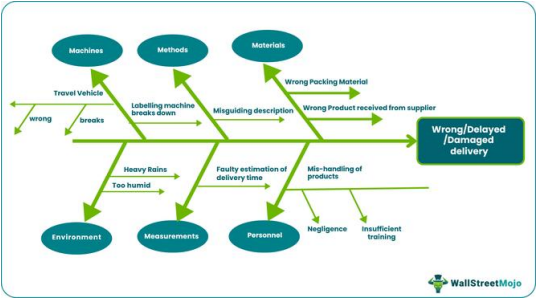 Machines
Methods
Materials
Travel Vehicle
wrong
breaks
Labelling machine
breaks down
Misguiding description
Wrong Packing Material
Wrong Product received from supplier
Wrong/Delayed
/Damaged
delivery
Heavy Rains
Too humid
Faulty estimation of
delivery time
Mis-handling of
products
Negligence
Insufficient
training
Environment
Measurements
Personnel
WallStreetMojo